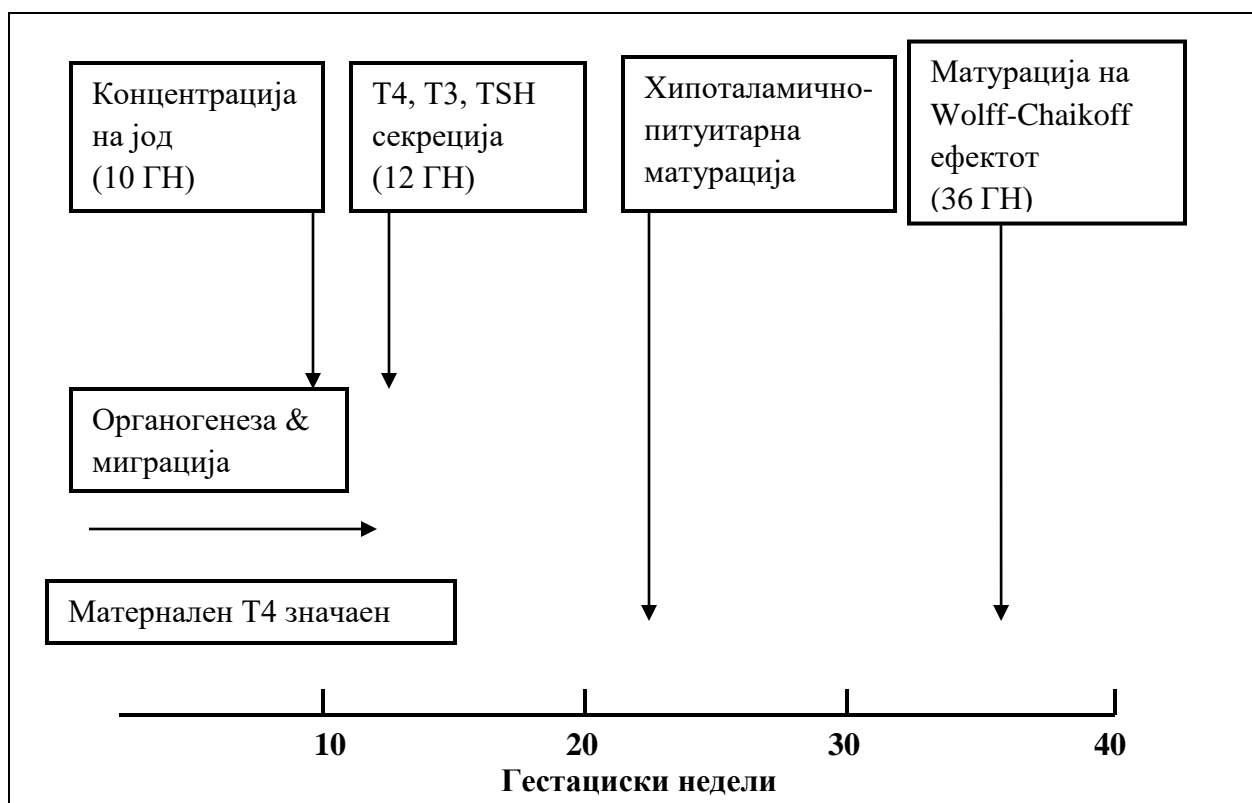 Концентрација
на јод
(10 ГН)
Т4, Т3, TSH
секреција
(12 ГН)
Хипоталамично-
питуитарна
матурација
Матурација на
Wolff-Chaikoff
ефектот
(36 ГН)
Органогенеза &
миграција
Матернален Т4 значаен
10 20 30 40
Гестациски недели